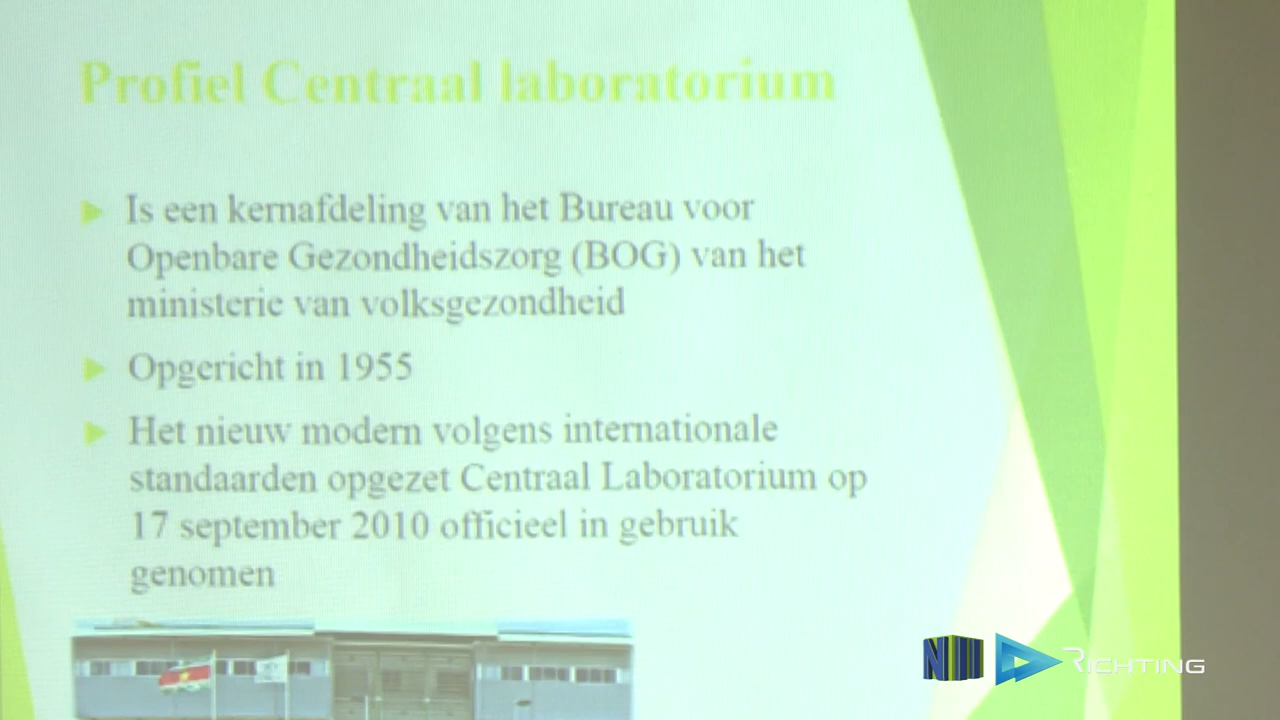 Profiel Centraal laboratorium
Is een kernafdeling van het Bureau voor
Openbare Gezondheidszorg (BOG) van het
ministerie van volksgezondheid
Opgericht in 1955
Het nieuw modern volgens internationale
standaarden opgezet Centraal Laboratorium op
17 september 2010 officieel in gebruik
genomen
NII RICHTING